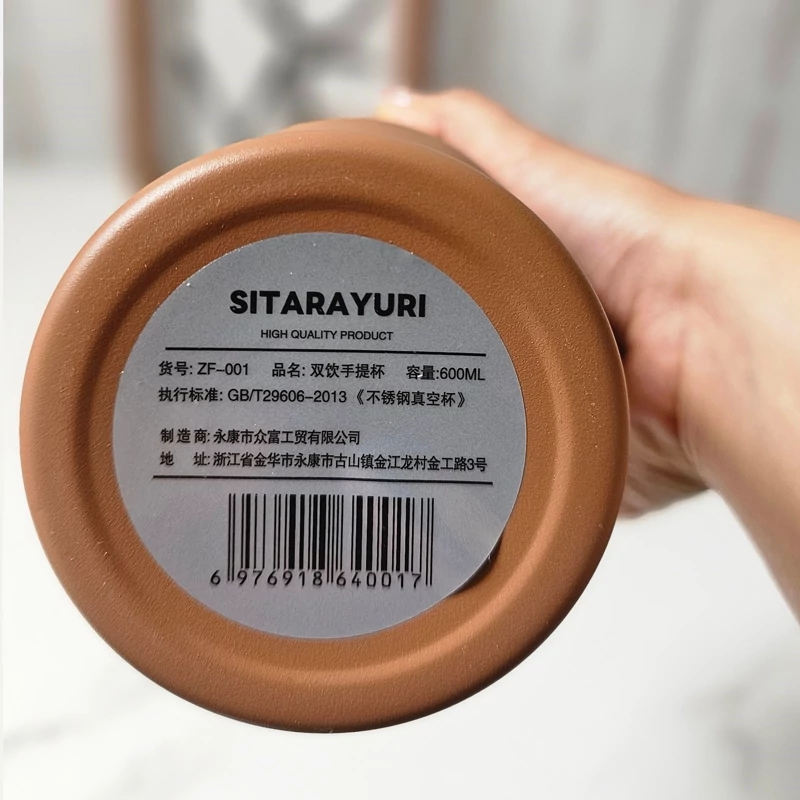 SITARAYURI
HIGH QUALITY PRODUCT
货号: ZF-001 品名: 双饮手提杯 容量:600ML
执行标准: GB/T29606-2013《不锈钢真空杯》
制造商: 永康市众富工贸有限公司
地 址: 浙江省金华市永康市古山镇金江龙村金工路3号
6 976918 640017